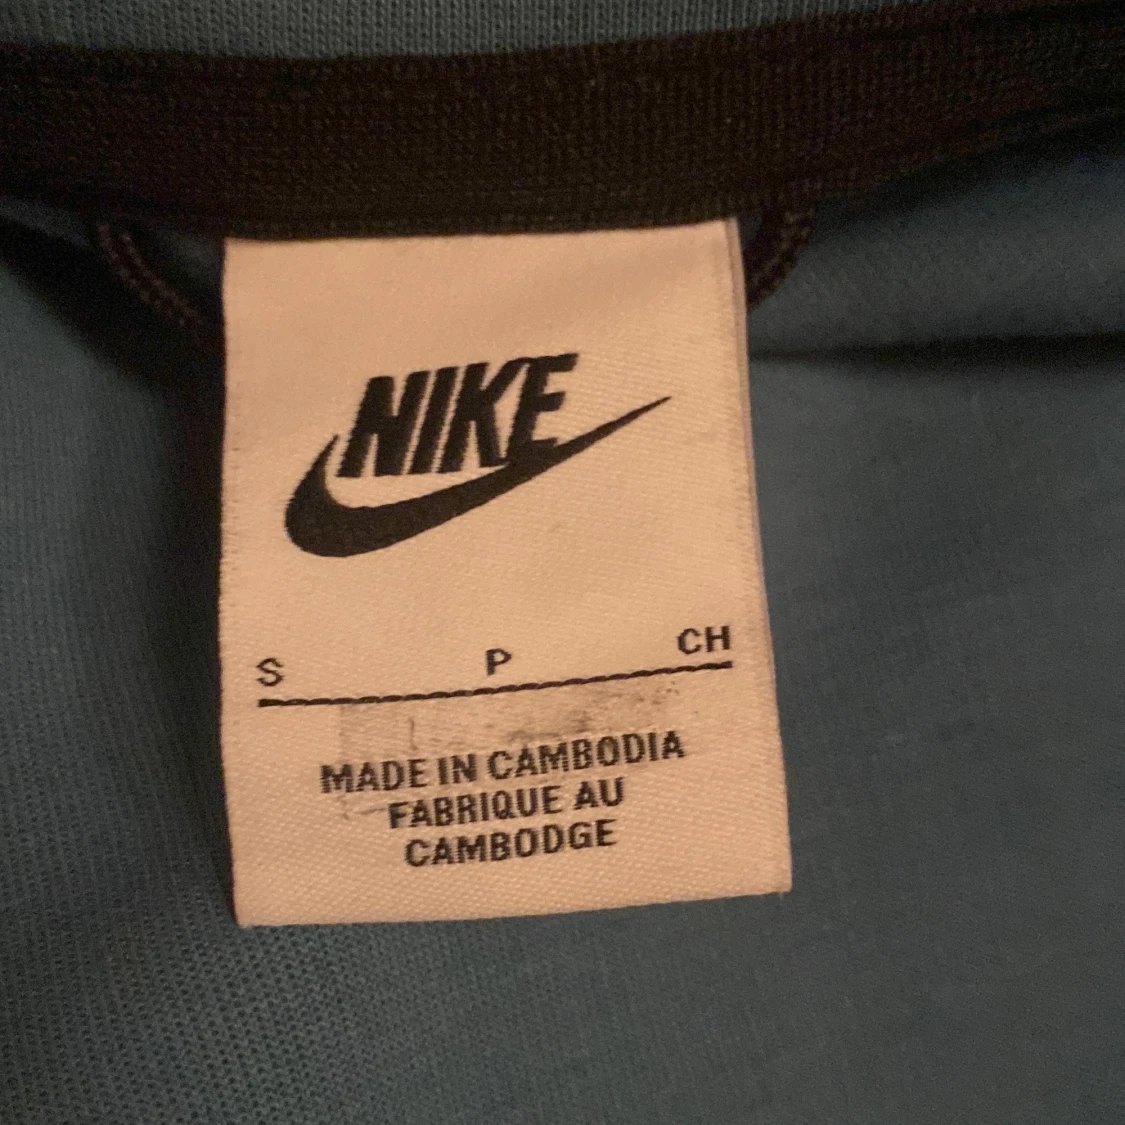 NIKE
S P CH
MADE IN CAMBODIA
FABRIQUE AU
CAMBODGE